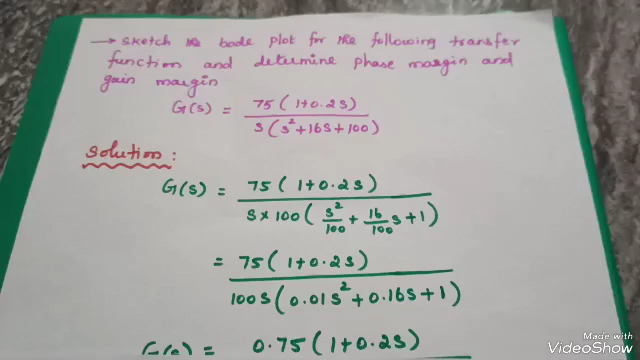 → sketch the bode plot for the following transfer
function and determine phase margin and
gain margin
G(s) = 75(1+0.2s) / s(s²+16s+100)
Solution:
G(s) = 75(1+0.2s) / s×100(s²/100 + 16/100 s+1)
= 75(1+0.2s) / 100s(0.01s²+0.16s+1)
G(s) = 0.75(1+0.2s)
Made with
VideoShow